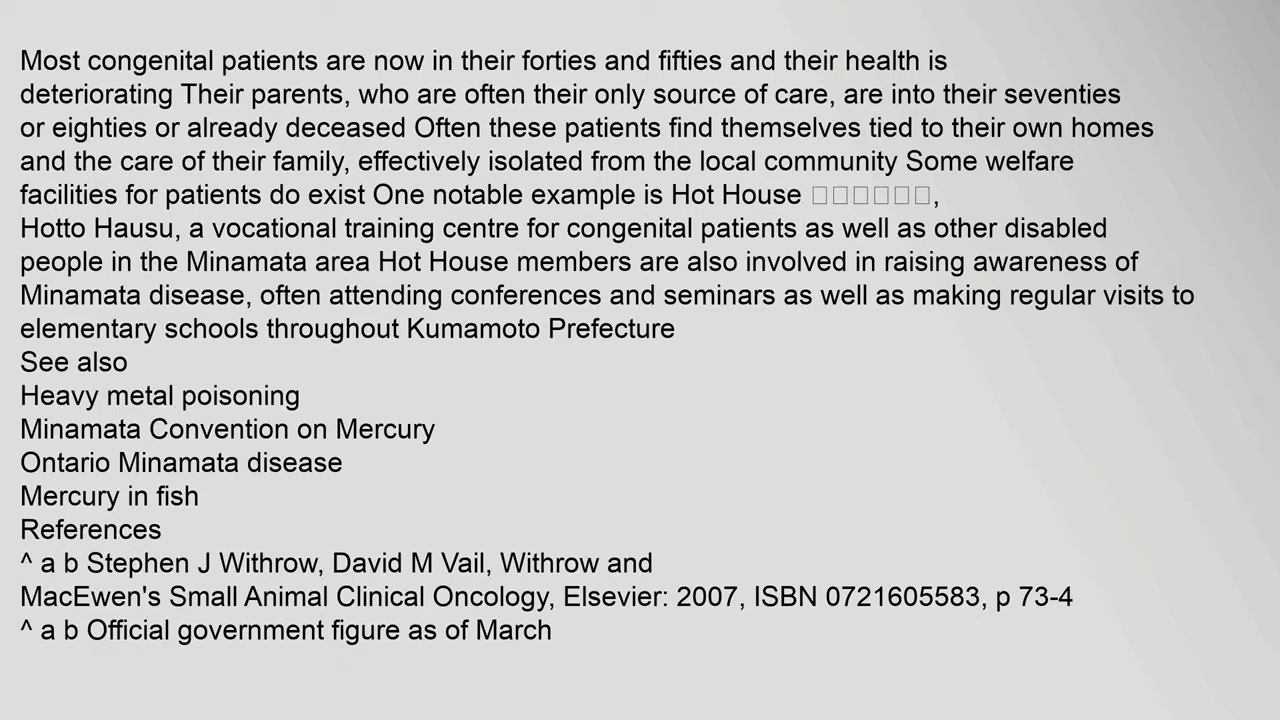 Most congenital patients are now in their forties and fifties and their health is
deteriorating Their parents, who are often their only source of care, are into their seventies
or eighties or already deceased Often these patients find themselves tied to their own homes
and the care of their family, effectively isolated from the local community Some welfare
facilities for patients do exist One notable example is Hot House □□□□□□,
Hotto Hausu, a vocational training centre for congenital patients as well as other disabled
people in the Minamata area Hot House members are also involved in raising awareness of
Minamata disease, often attending conferences and seminars as well as making regular visits to
elementary schools throughout Kumamoto Prefecture
See also
Heavy metal poisoning
Minamata Convention on Mercury
Ontario Minamata disease
Mercury in fish
References
^ a b Stephen J Withrow, David M Vail, Withrow and
MacEwen's Small Animal Clinical Oncology, Elsevier: 2007, ISBN 0721605583, p 73-4
^ a b Official government figure as of March